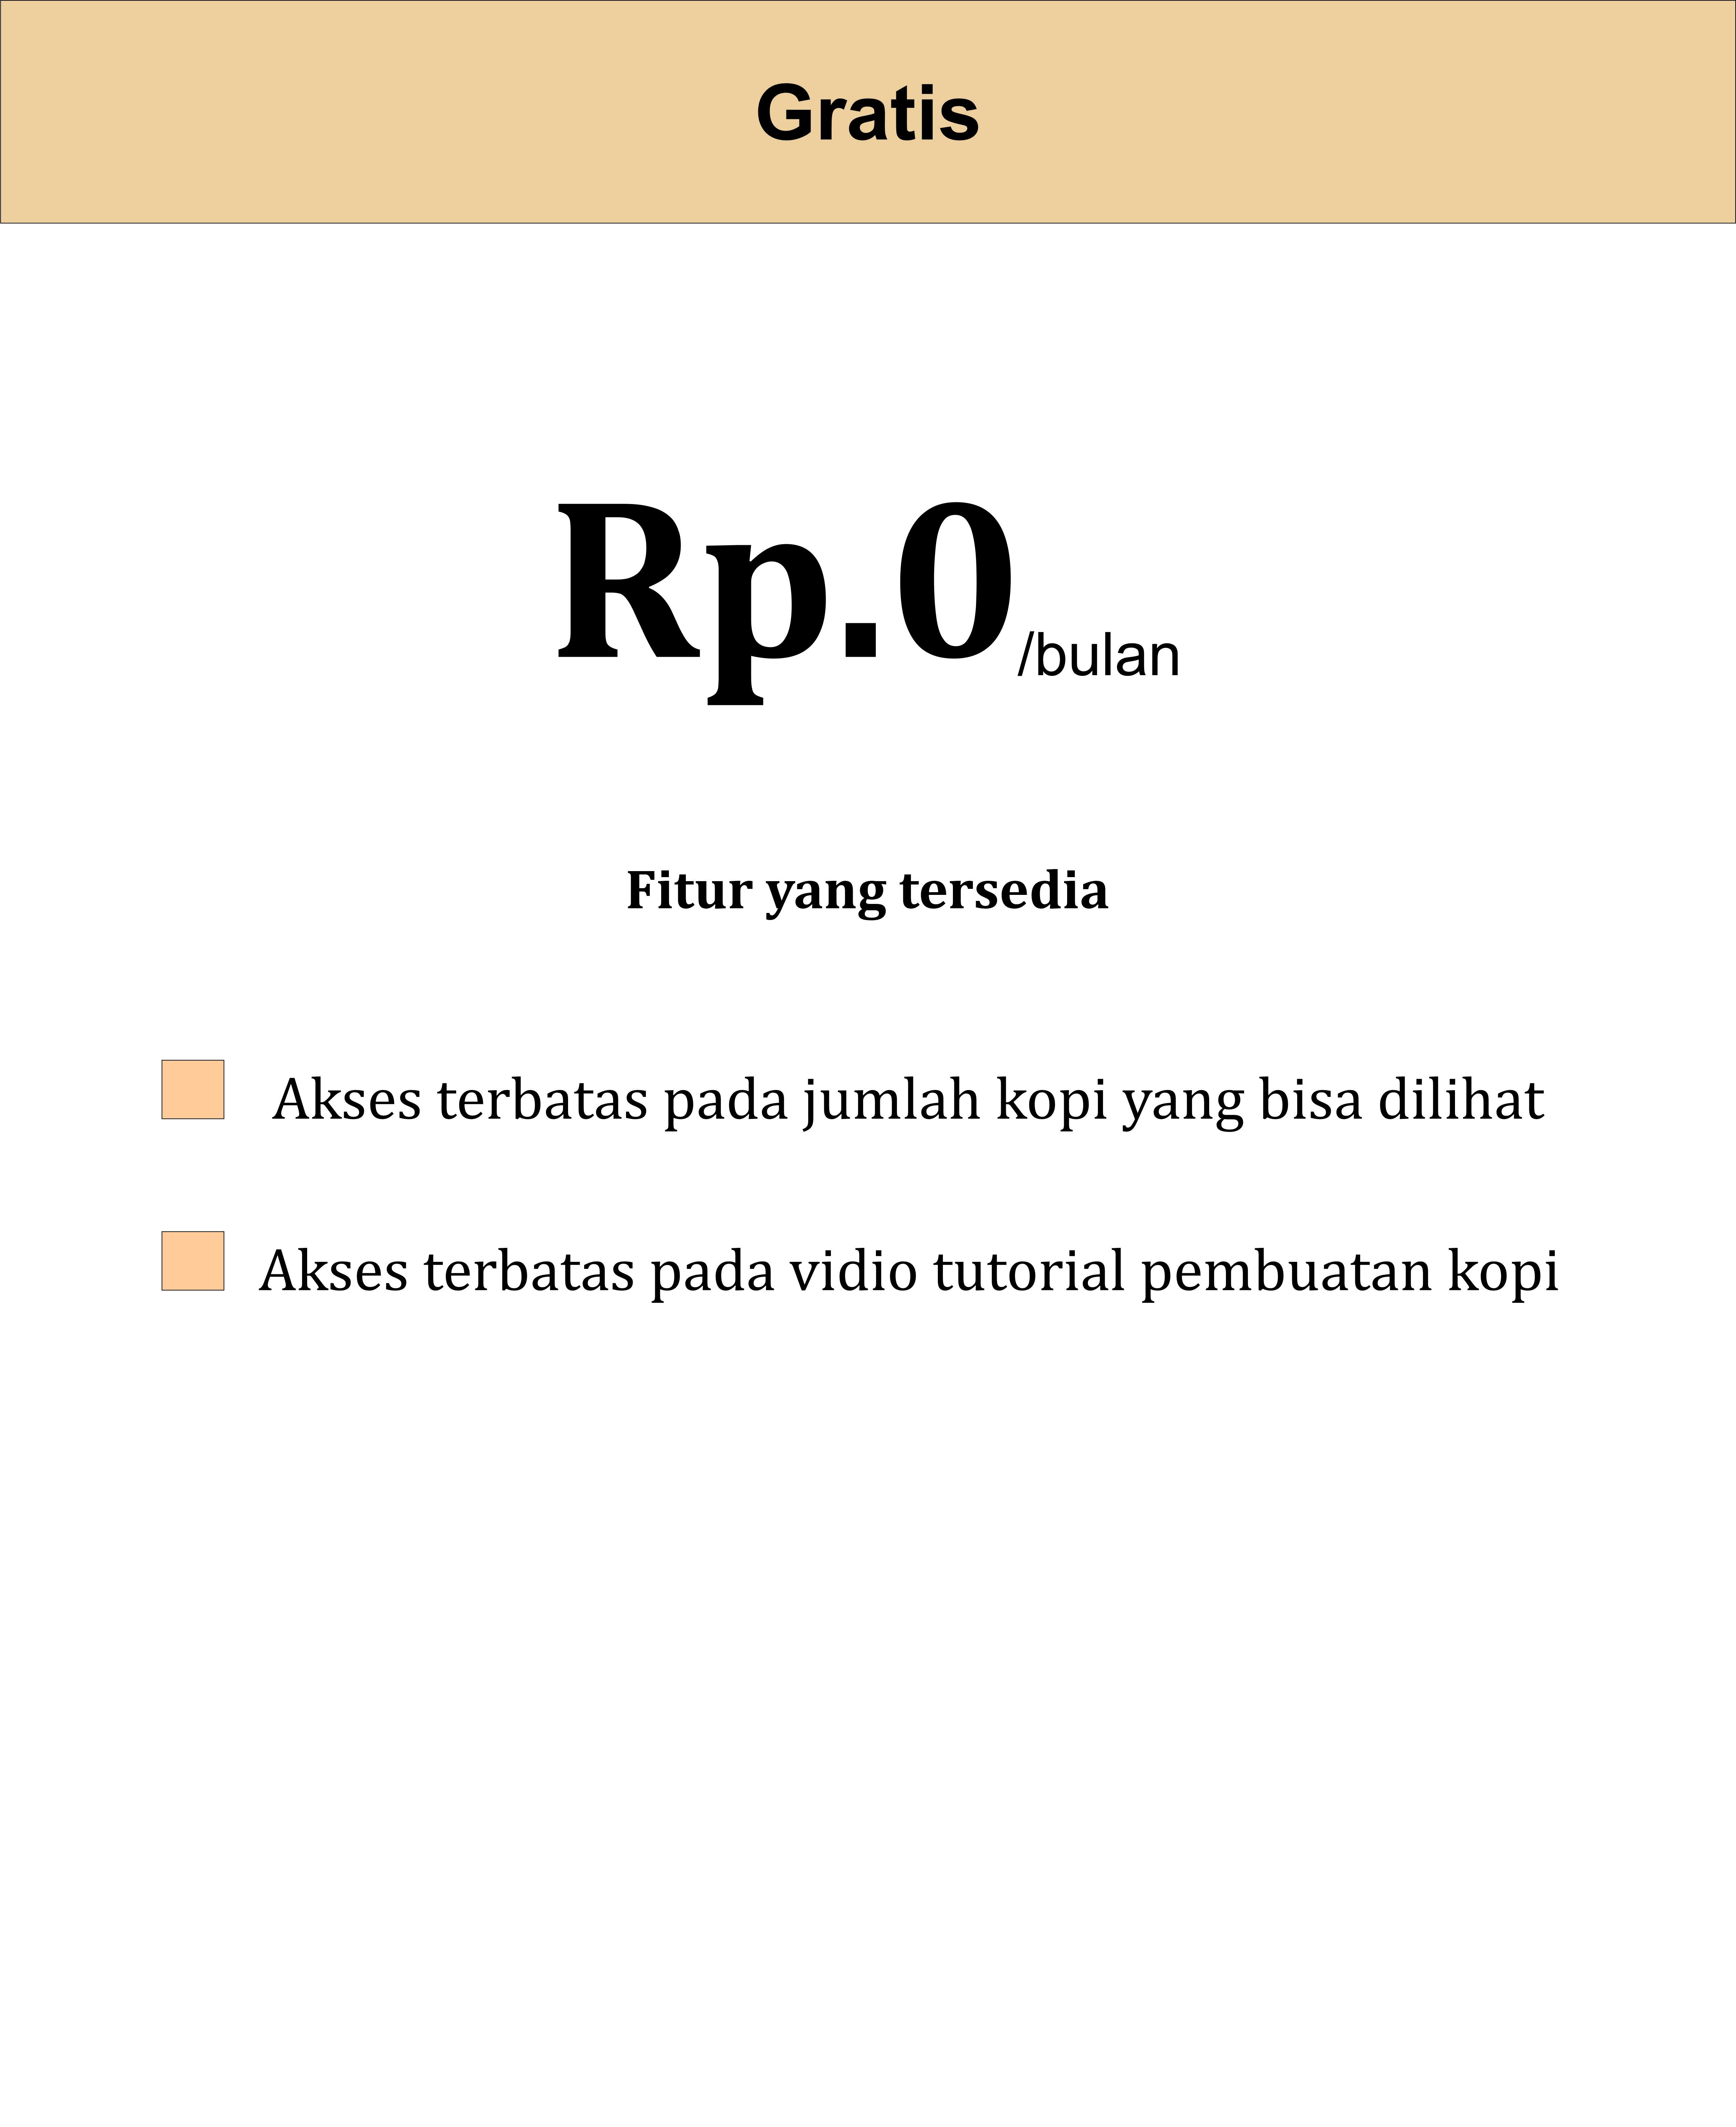 Gratis
Rp.0/bulan
Fitur yang tersedia
Akses terbatas pada jumlah kopi yang bisa dilihat
Akses terbatas pada vidio tutorial pembuatan kopi